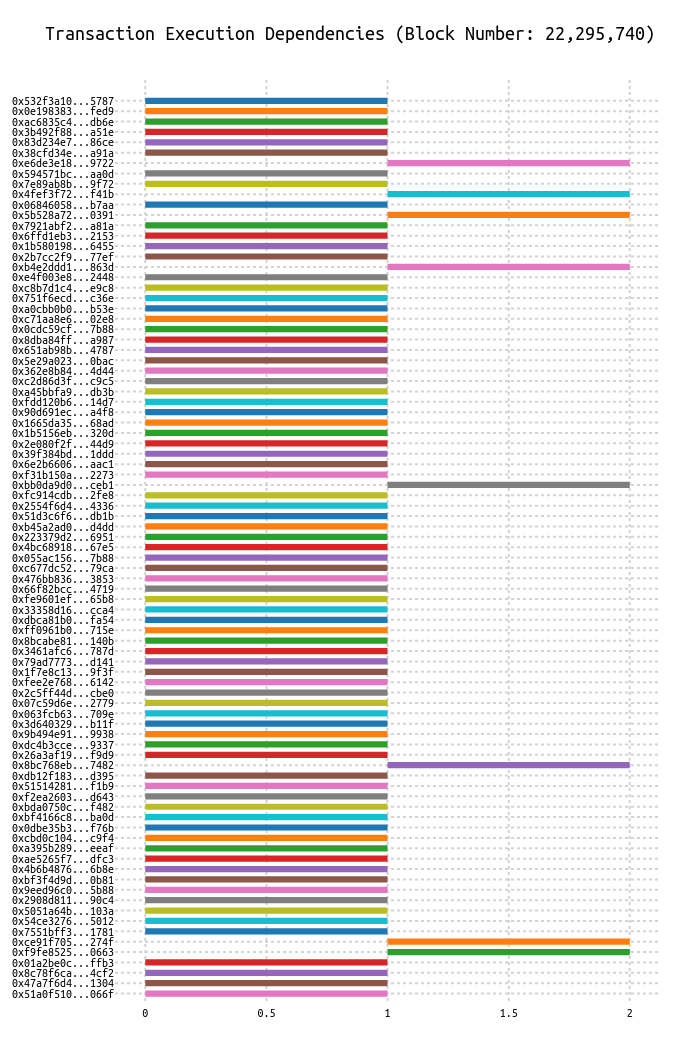 Transaction Execution Dependencies (Block Number: 22,295,740)
0x532f3a10...5787
0x0e198383...fed9
0xac6835c4...db6e
0x3b492f88...a51e
0x83d234e7...86ce
0x38cfd34e...a91a
0xe6de3e18...9722
0x594571bc...aa0d
0x7e89ab8b...9f72
0x4fef3f72...f41b
0x06846058...b7aa
0x5b528a72...0391
0x7921abf2...a81a
0x6ffd1eb3...2153
0x1b580198...6455
0x2b7cc2f9...77ef
0xb4e2ddd1...863d
0xe4f003e8...2448
0xc8b7d1c4...e9c8
0x751f6ecd...c36e
0xa0cbb0b0...b53e
0xc71aa8e6...02e8
0x0cdc59cf...7b88
0x8dba84ff...a987
0x651ab98b...4787
0x5e29a023...0bac
0x362e8b84...4d44
0xc2d86d3f...c9c5
0xa45bbfa9...db3b
0xfdd120b6...14d7
0x90d691ec...a4f8
0x1665da35...68ad
0x1b5156eb...320d
0x2e080f2f...44d9
0x39f384bd...1ddd
0x6e2b6606...aac1
0xf31b150a...2273
0xbb0da9d0...ceb1
0xfc914cdb...2fe8
0x2554f6d4...4336
0x51d3c6f6...db1b
0xb45a2ad0...d4dd
0x223379d2...6951
0x4bc68918...67e5
0x055ac156...7b88
0xc677dc52...79ca
0x476bb836...3853
0x66f82bcc...4719
0xfe9601ef...65b8
0x33358d16...cca4
0xdbca81b0...fa54
0xff0961b0...715e
0x8bcabe81...140b
0x3461afc6...787d
0x79ad7773...d141
0x1f7e8c13...9f3f
0xfee2e768...6142
0x2c5ff44d...cbe0
0x07c59d6e...2779
0x063fcb63...709e
0x3d640329...b11f
0x9b494e91...9938
0xdc4b3cce...9337
0x26a3af19...f9d9
0x8bc768eb...7482
0xdb12f183...d395
0x51514281...f1b9
0xf2ea2603...d643
0xbda0750c...f482
0xbf4166c8...ba0d
0x0dbe35b3...f76b
0xcbd0c104...c9f4
0xa395b289...eeaf
0xae5265f7...dfc3
0x4b6b4876...6b8e
0xbf3f4d9d...0b81
0x9eed96c0...5b88
0x2908d811...90c4
0x5051a64b...103a
0x54ce3276...5012
0x7551bff3...1781
0xce91f705...274f
0xf9fe8525...0663
0x01a2be0c...ffb3
0x8c78f6ca...4cf2
0x47a7f6d4...1304
0x51a0f510...066f
0 0.5 1 1.5 2